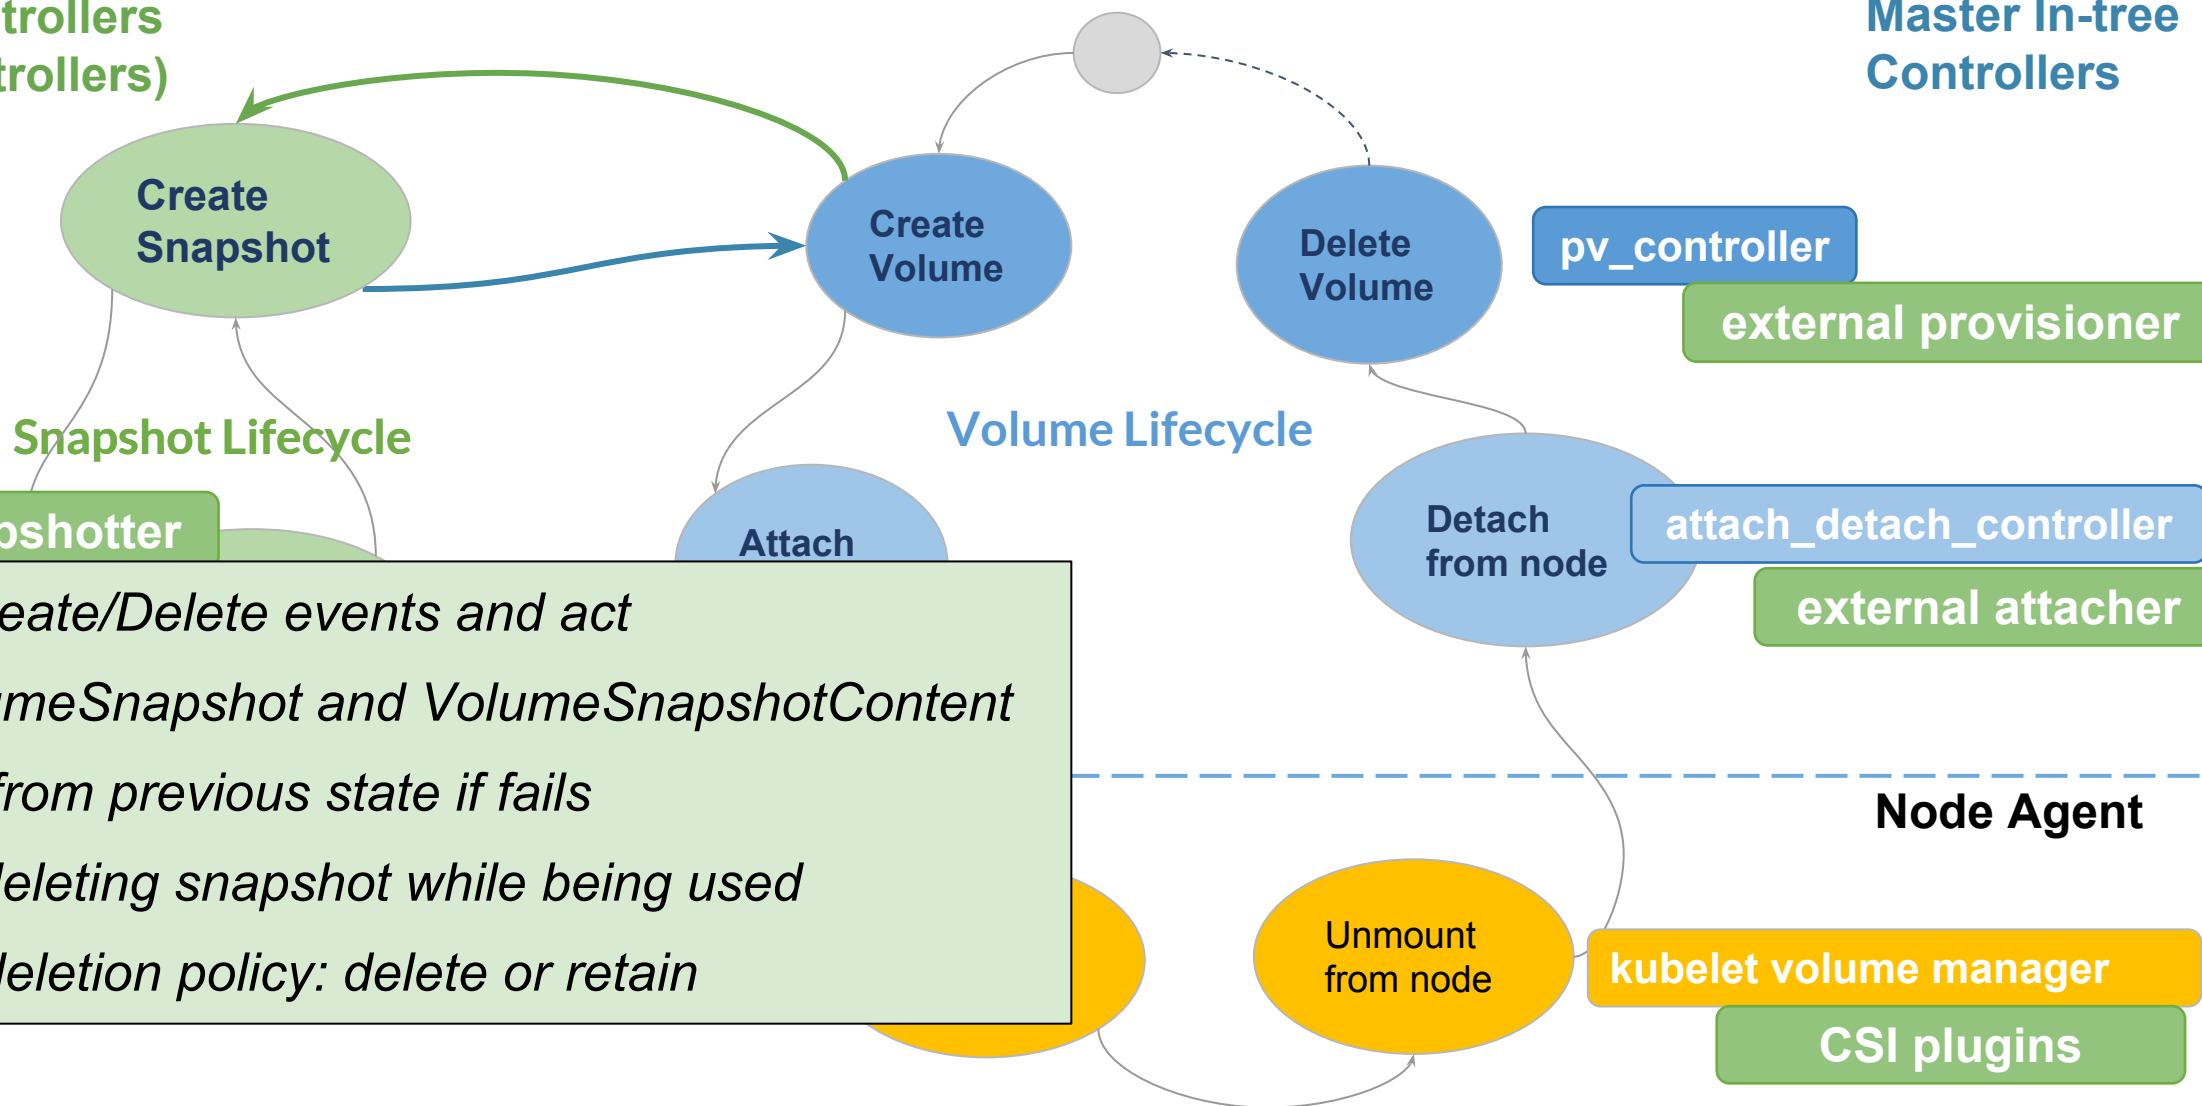 trollers
trollers)
Master In-tree
Controllers
Create
Snapshot
Create
Volume
Delete
Volume
pv_controller
external provisioner
Snapshot Lifecycle
Volume Lifecycle
pshotter
Attach
Detach
from node
attach_detach_controller
external attacher
eate/Delete events and act
umeSnapshot and VolumeSnapshotContent
from previous state if fails
deleting snapshot while being used
deletion policy: delete or retain
Node Agent
Unmount
from node
kubelet volume manager
CSI plugins